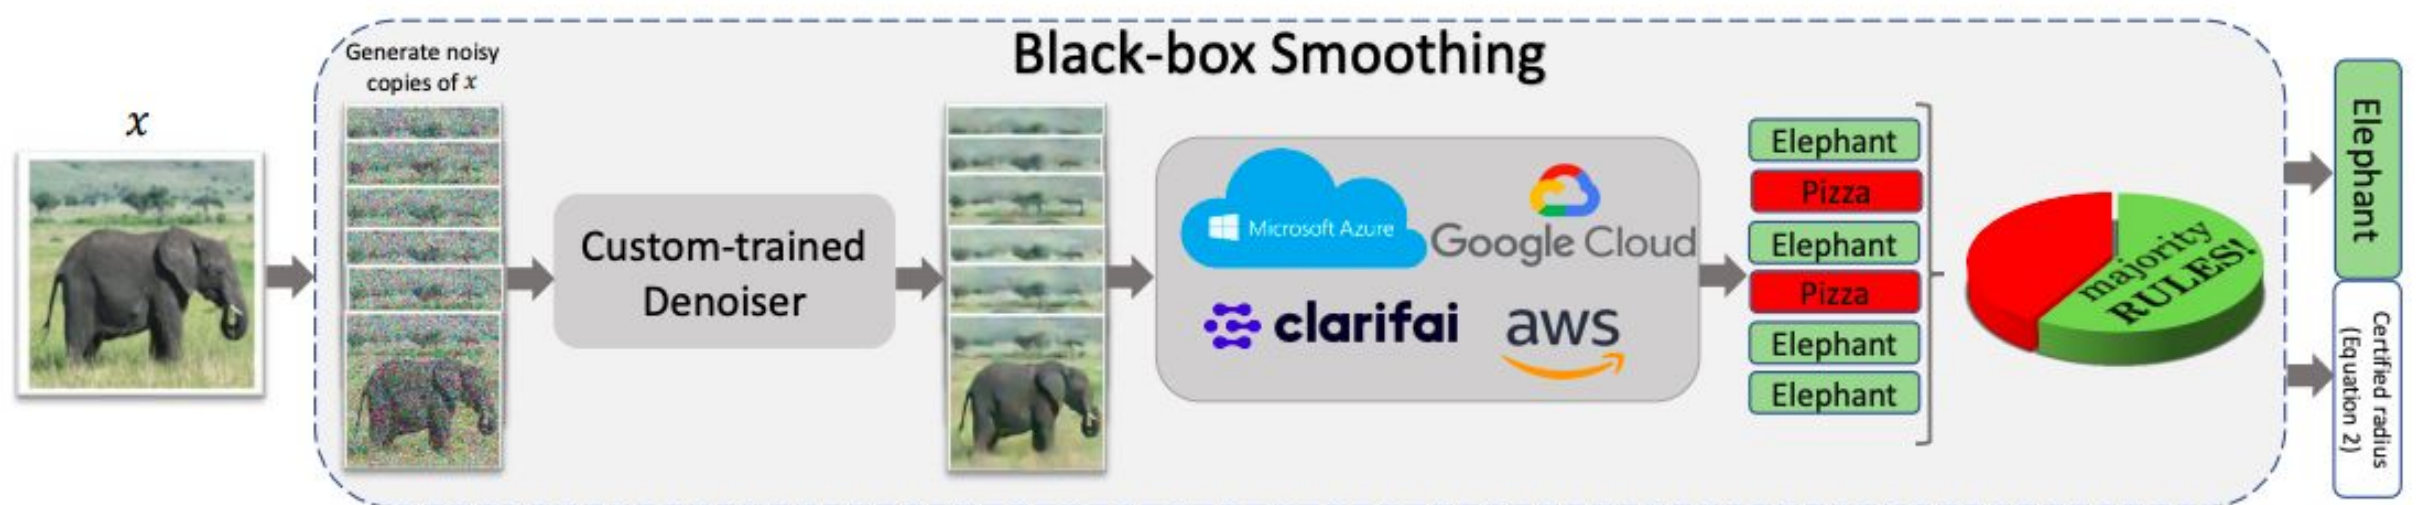 Black-box Smoothing
x
Generate noisy
copies of x
Custom-trained
Denoiser
Microsoft Azure
Google Cloud
clarifai
aws
Elephant
Pizza
Elephant
Pizza
Elephant
Elephant
majority
RULES!
Elephant
Certified radius
(Equation 2)